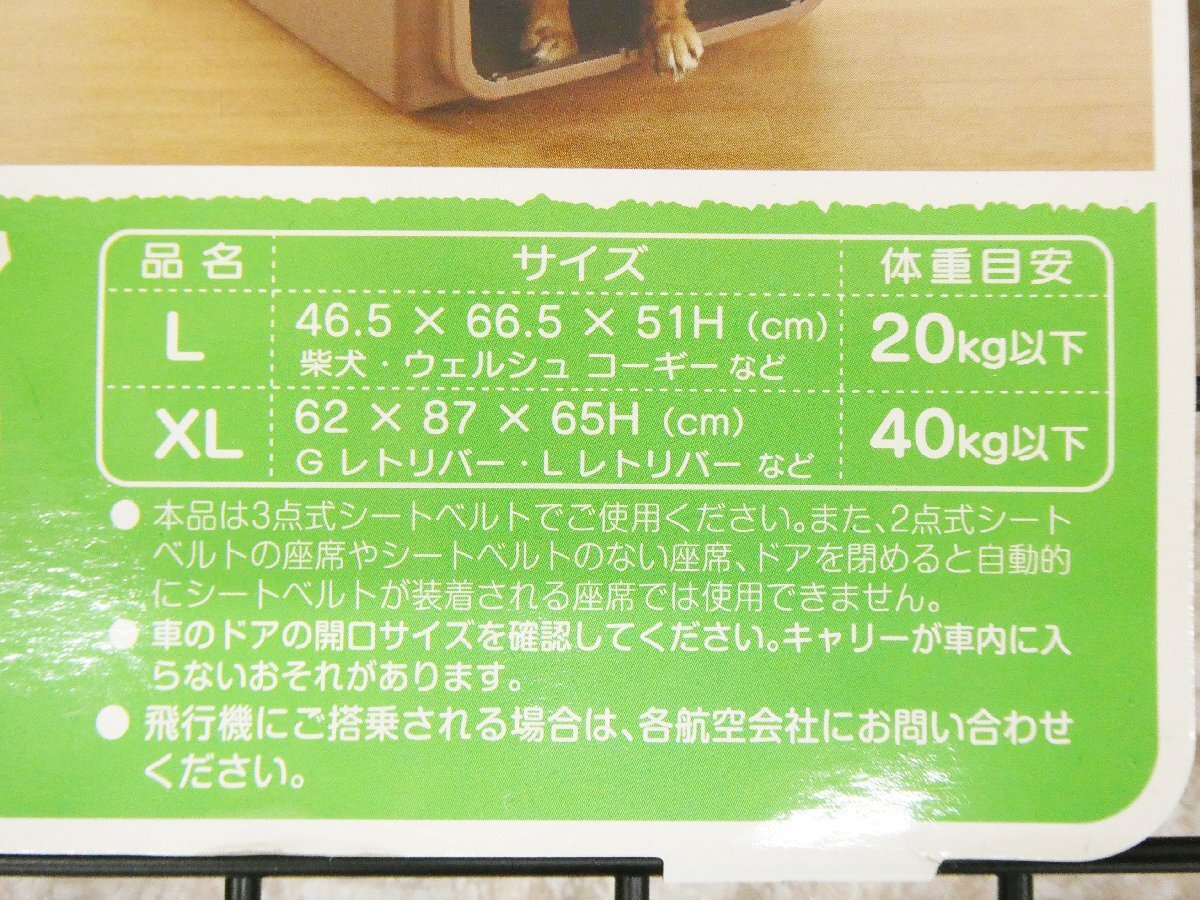 品名 サイズ 体重目安
L 46.5 × 66.5 × 51H (cm) 20kg以下
柴犬・ウェルシュ コーギー など
XL 62 × 87 × 65H (cm) 40kg以下
G レトリバー・L レトリバー など
● 本品は3点式シートベルトでご使用ください。また、2点式シート
ベルトの座席やシートベルトのない座席、ドアを閉めると自動的
にシートベルトが装着される座席では使用できません。
● 車のドアの開口サイズを確認してください。キャリーが車内に入
らないおそれがあります。
● 飛行機にご搭乗される場合は、各航空会社にお問い合わせ
ください。